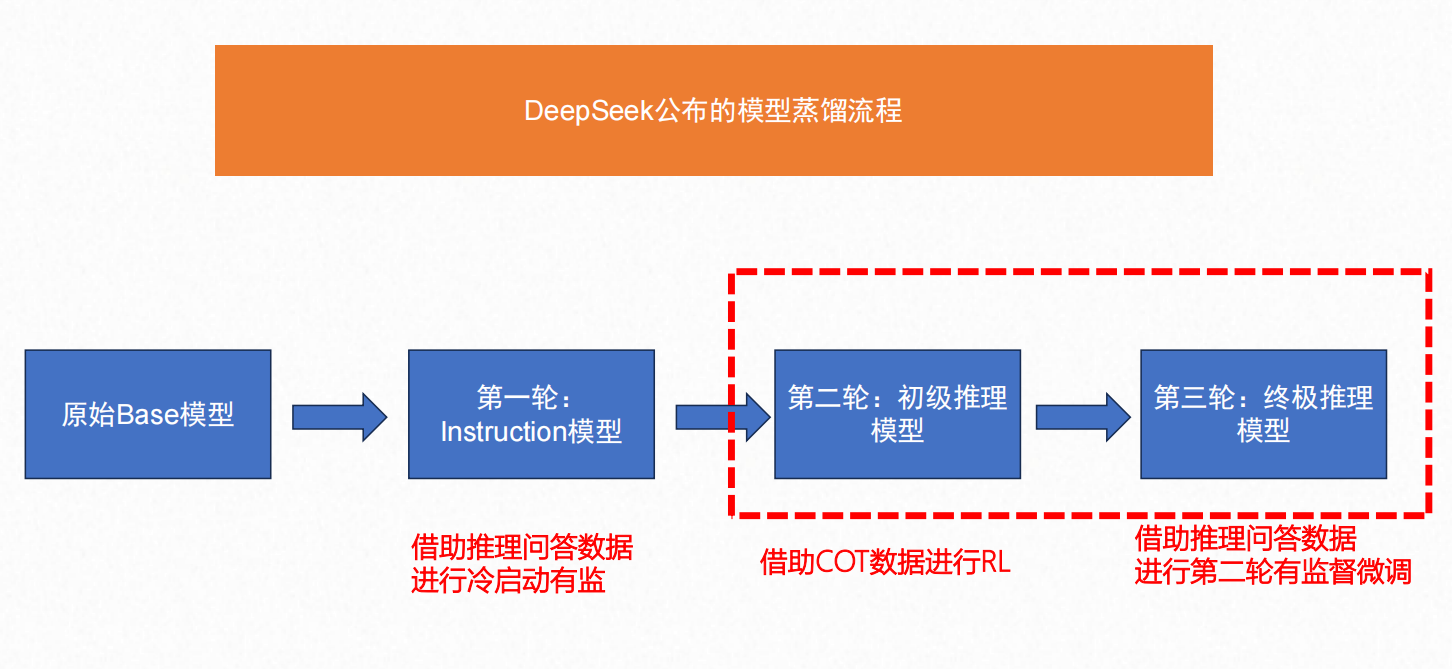 DeepSeek公布的模型蒸馏流程
原始Base模型
第一轮：
Instruction模型
第二轮：初级推理
模型
第三轮：终极推理
模型
借助推理问答数据
进行冷启动有监
借助COT数据进行RL
借助推理问答数据
进行第二轮有监督微调